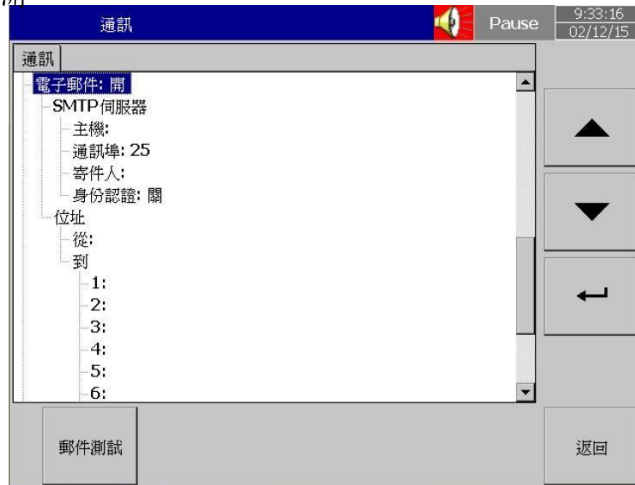 通訊
Pause
9:33:16
02/12/15
通訊
電子郵件: 開
SMTP伺服器
主機:
通訊埠: 25
寄件人:
身份認證: 關
位址
從:
到
1:
2:
3:
4:
5:
6:
郵件測試
返回